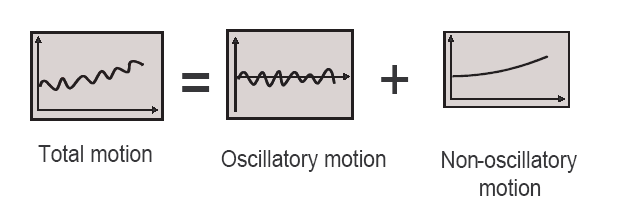 =
+
Total motion
Oscillatory motion
Non-oscillatory
motion